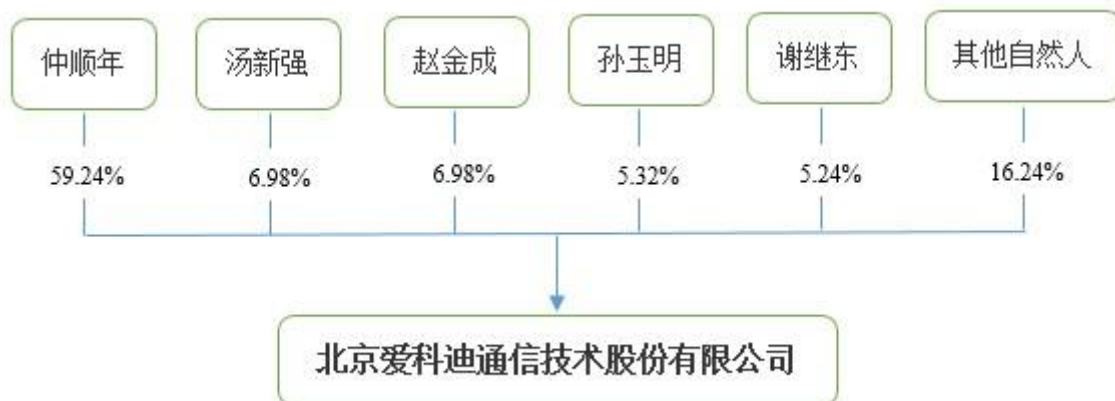 仲顺年
汤新强
赵金成
孙玉明
谢继东
其他自然人
59.24%
6.98%
6.98%
5.32%
5.24%
16.24%
北京爱科迪通信技术股份有限公司